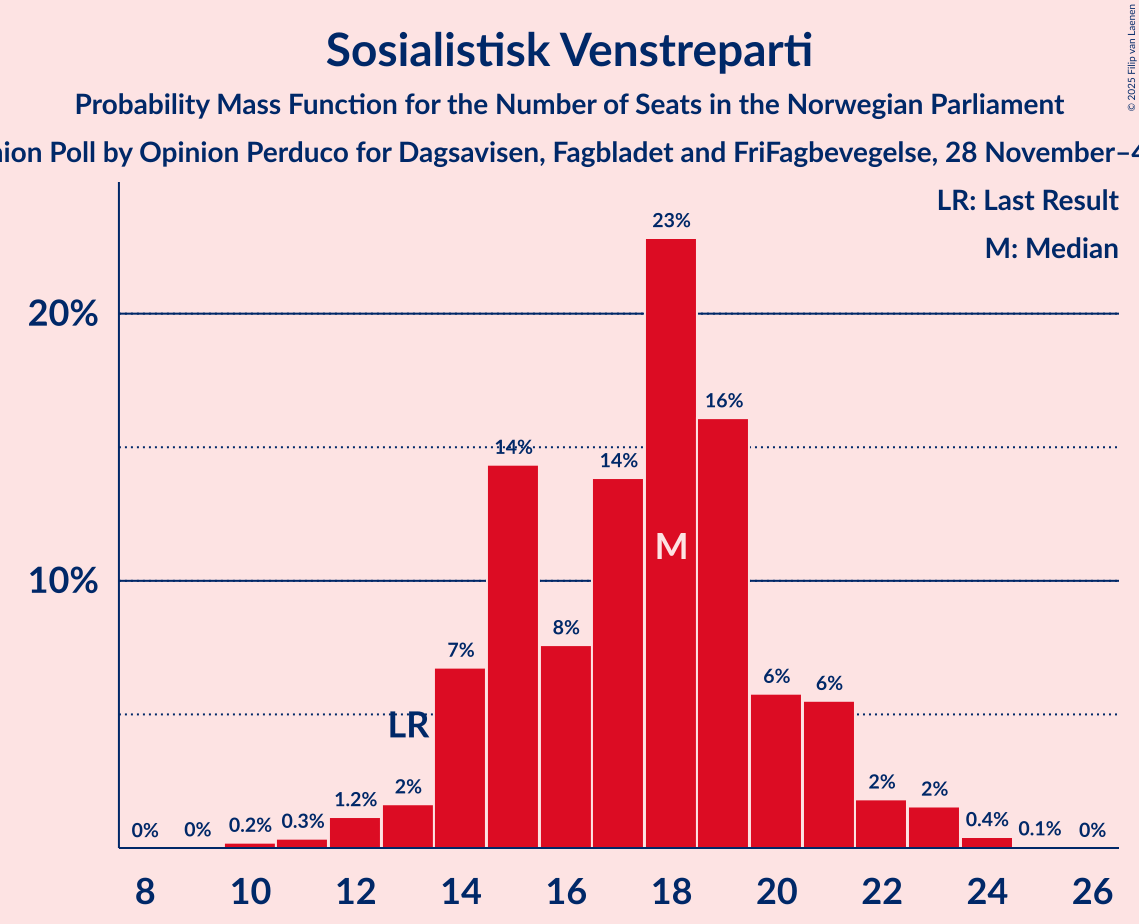 Sosialistisk Venstreparti
Probability Mass Function for the Number of Seats in the Norwegian Parliament
Poll by Opinion Perduco for Dagsavisen, Fagbladet and FriFagbevegelse, 28 November–4
© 2025 Filip van Laenen
LR: Last Result
M: Median
23%
20%
16%
14%
14%
M
10%
8%
7%
6%
6%
LR
2%
1.2%
2%
2%
0%
0%
0.2%
0.3%
0.4%
0.1%
0%
8 10 12 14 16 18 20 22 24 26